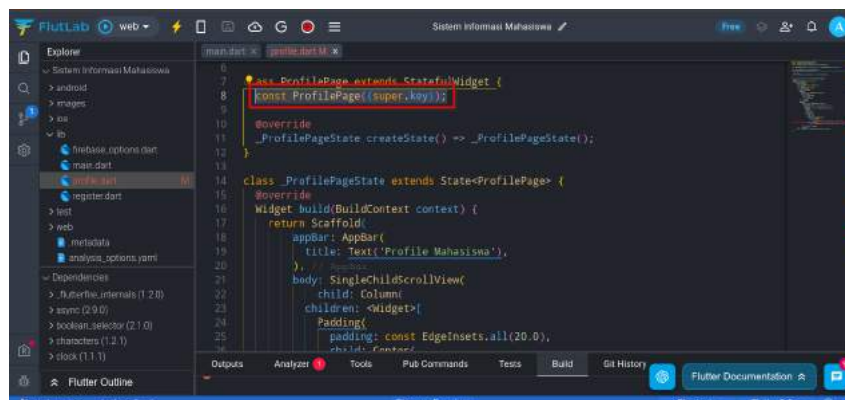 FlutLab web Sistem Informasi Mahasiswa Free A
Explorer
main.dart × profile.dart M ×
Sistem Informasi Mahasiswa
> android
> images
> ios
lib
firebase_options.dart
main.dart
profile.dart M
register.dart
> test
> web
.metadata
analysis_options.yaml
Dependencies
> _flutterfire_internals (1.2.0)
> async (2.9.0)
> boolean_selector (2.1.0)
> characters (1.2.1)
> clock (1.1.1)
Flutter Outline
6
7 ass ProfilePage extends StatefulWidget {
8 const ProfilePage({super.key});
9
10 @override
11 _ProfilePageState createState() => _ProfilePageState();
12 }
13
14 class _ProfilePageState extends State<ProfilePage> {
15 @override
16 Widget build(BuildContext context) {
17 return Scaffold(
18 appBar: AppBar(
19 title: Text('Profile Mahasiswa'),
20 ), // AppBar
21 body: SingleChildScrollView(
22 child: Column(
23 children: <Widget>[
24 Padding(
25 padding: const EdgeInsets.all(20.0),
child: Center(
Outputs Analyzer 1 Tools Pub Commands Tests Build Git History
Flutter Documentation